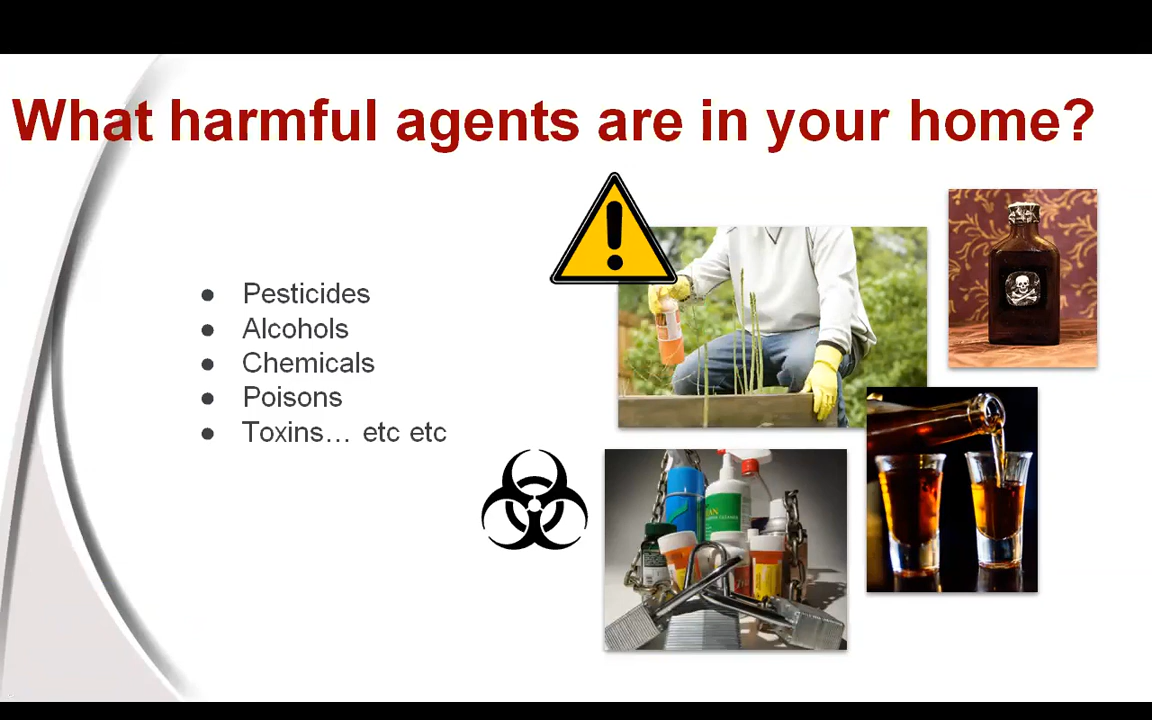 What harmful agents are in your home?
● Pesticides
● Alcohols
● Chemicals
● Poisons
● Toxins... etc etc